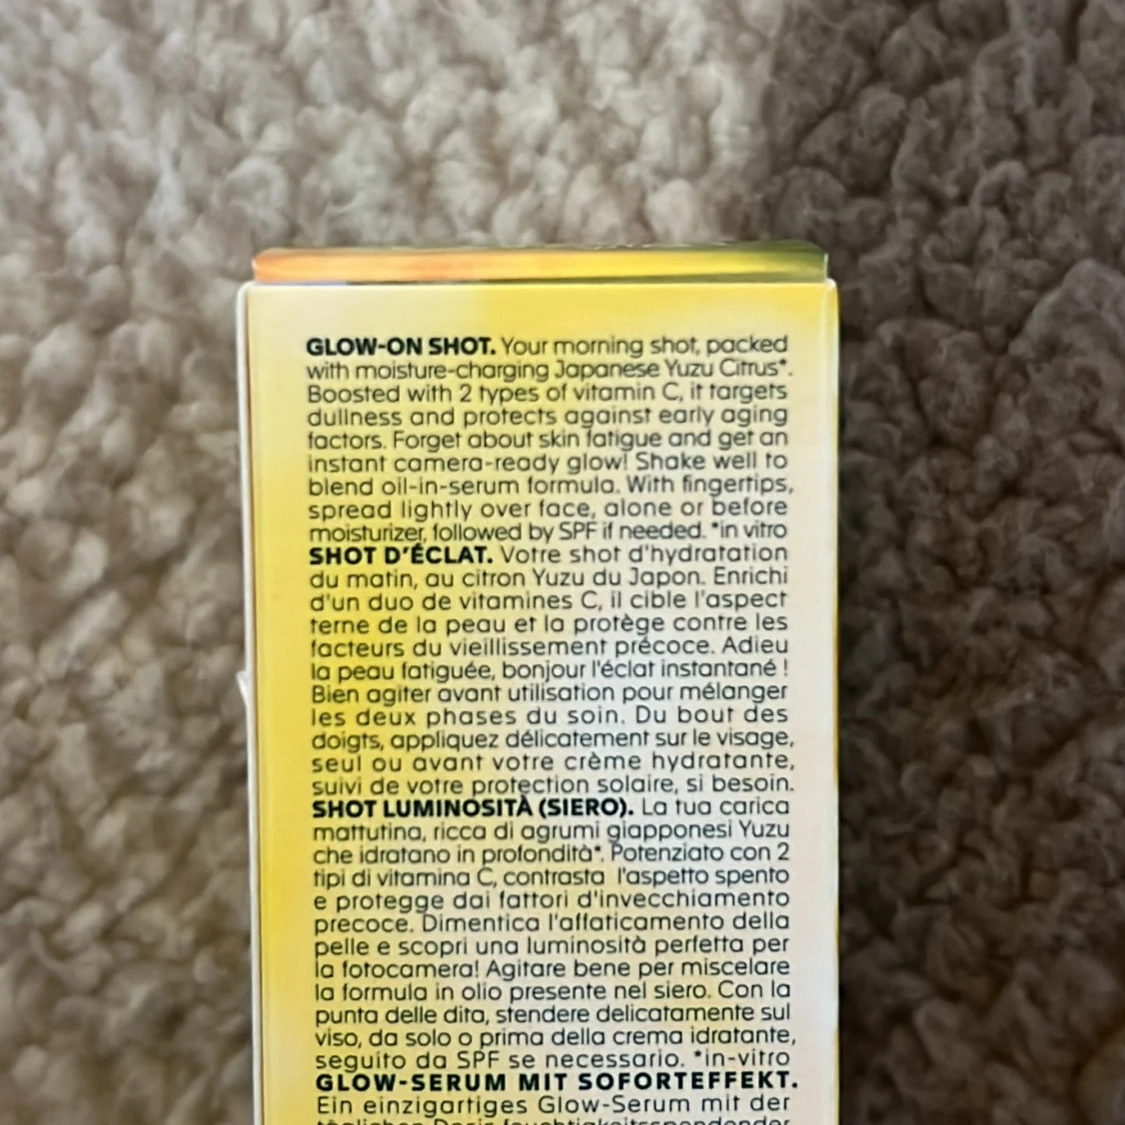 GLOW-ON SHOT. Your morning shot, packed
with moisture-charging Japanese Yuzu Citrus*.
Boosted with 2 types of vitamin C, it targets
dullness and protects against early aging
factors. Forget about skin fatigue and get an
instant camera-ready glow! Shake well to
blend oil-in-serum formula. With fingertips,
spread lightly over face, alone or before
moisturizer, followed by SPF if needed. *in vitro
SHOT D'ÉCLAT. Votre shot d'hydratation
du matin, au citron Yuzu du Japon. Enrichi
d'un duo de vitamines C, il cible l'aspect
terne de la peau et la protège contre les
facteurs du vieillissement précoce. Adieu
la peau fatiguée, bonjour l'éclat instantané !
Bien agiter avant utilisation pour mélanger
les deux phases du soin. Du bout des
doigts, appliquez délicatement sur le visage,
seul ou avant votre crème hydratante,
suivi de votre protection solaire, si besoin.
SHOT LUMINOSITÀ (SIERO). La tua carica
mattutina, ricca di agrumi giapponesi Yuzu
che idratano in profondità*. Potenziato con 2
tipi di vitamina C, contrasta l'aspetto spento
e protegge dai fattori d'invecchiamento
precoce. Dimentica l'affaticamento della
pelle e scopri una luminosità perfetta per
la fotocamera! Agitare bene per miscelare
la formula in olio presente nel siero. Con la
punta delle dita, stendere delicatamente sul
viso, da solo o prima della crema idratante,
seguito da SPF se necessario. *in-vitro
GLOW-SERUM MIT SOFORTEFFEKT.
Ein einzigartiges Glow-Serum mit der